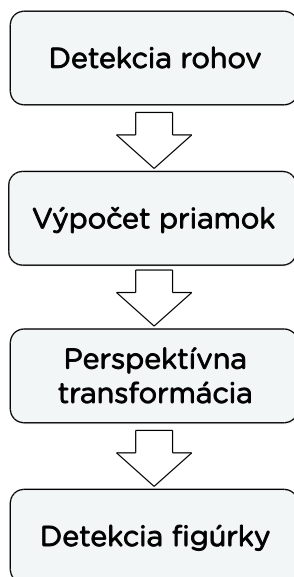 Detekcia rohov
Výpočet priamok
Perspektívna
transformácia
Detekcia figúrky